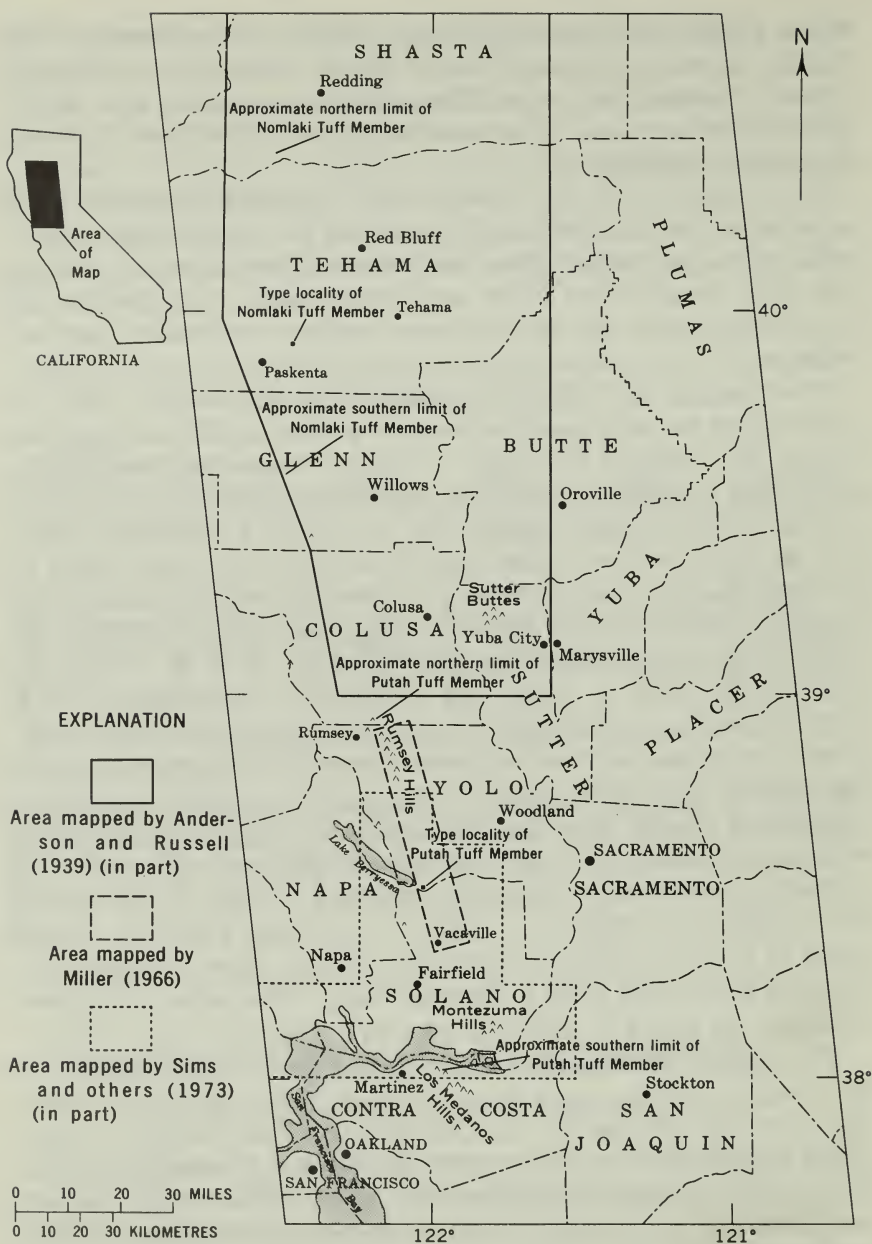 N
SHASTA
Redding
Approximate northern limit of
Nomlaki Tuff Member
Area
of
Map
CALIFORNIA
PLUMAS
Red Bluff
TEHAMA
Type locality of
Nomlaki Tuff Member
Tehama
40°
Paskenta
Approximate southern limit of
Nomlaki Tuff Member
GLENN
BUTTE
Willows
Oroville
Sutter
Buttes
YUBA
Colusa
COLUSA
Yuba City
Marysville
Approximate northern limit of
Putah Tuff Member
SUTTER
PLACER
39°
Rumsey
Rumsey Hills
YOLO
Woodland
Type locality of
Putah Tuff Member
Lake Berryessa
SACRAMENTO
SACRAMENTO
NAPA
Vacaville
Napa
Fairfield
SOLANO
Montezuma
Hills
Approximate southern limit of
Putah Tuff Member
38°
Martinez
Los Medanos
Hills
Stockton
CONTRA COSTA
SAN
JOAQUIN
San Francisco Bay
OAKLAND
SAN FRANCISCO
122°
121°
EXPLANATION
Area mapped by Ander-
son and Russell
(1939) (in part)
Area mapped by
Miller (1966)
Area mapped by Sims
and others (1973)
(in part)
0 10 20 30 MILES
0 10 20 30 KILOMETRES